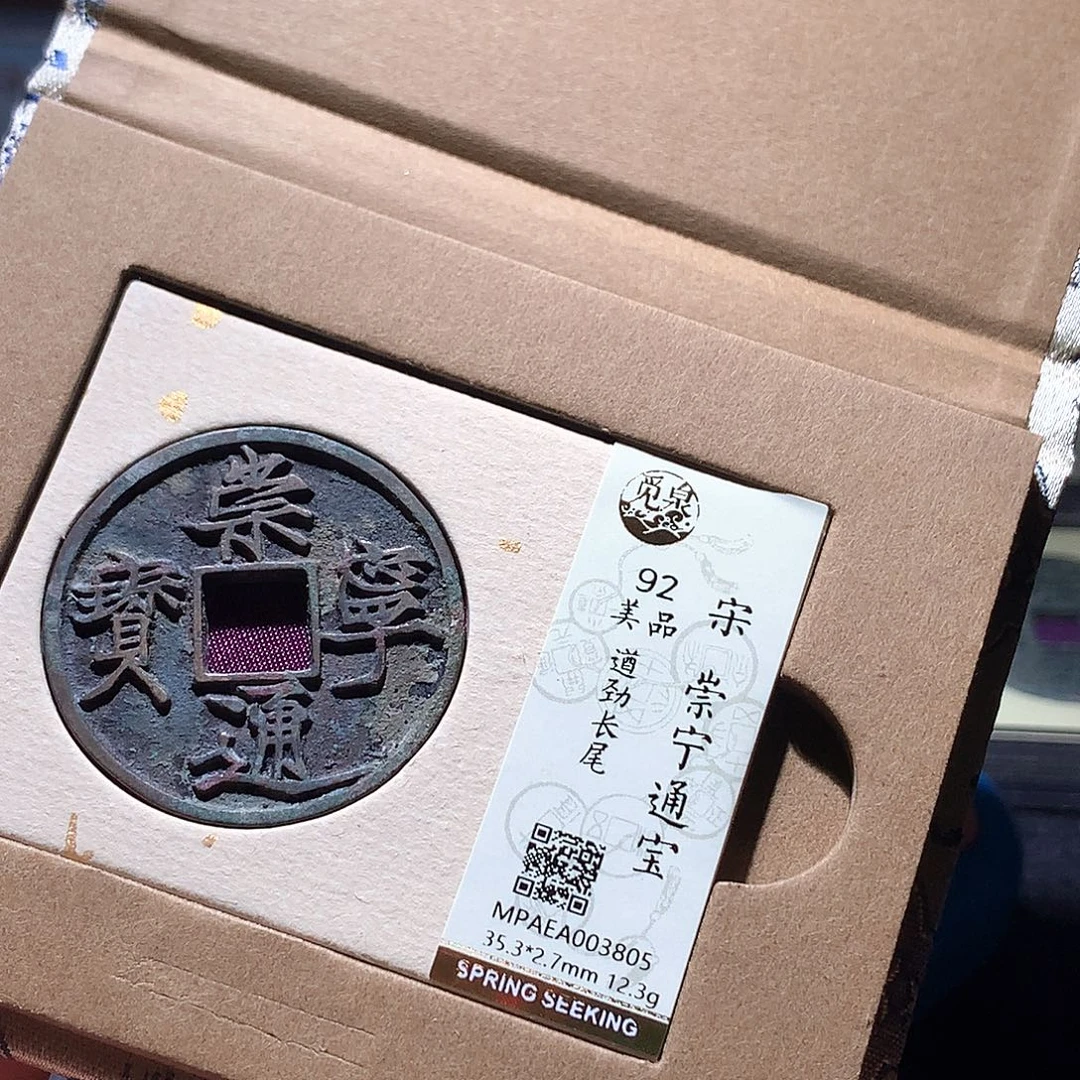 崇寧通寶
觅泉
92
美品
遒劲长尾
宋 崇宁通宝
MPAEA003805
35.3*2.7mm 12.3g
SPRING SEEKING